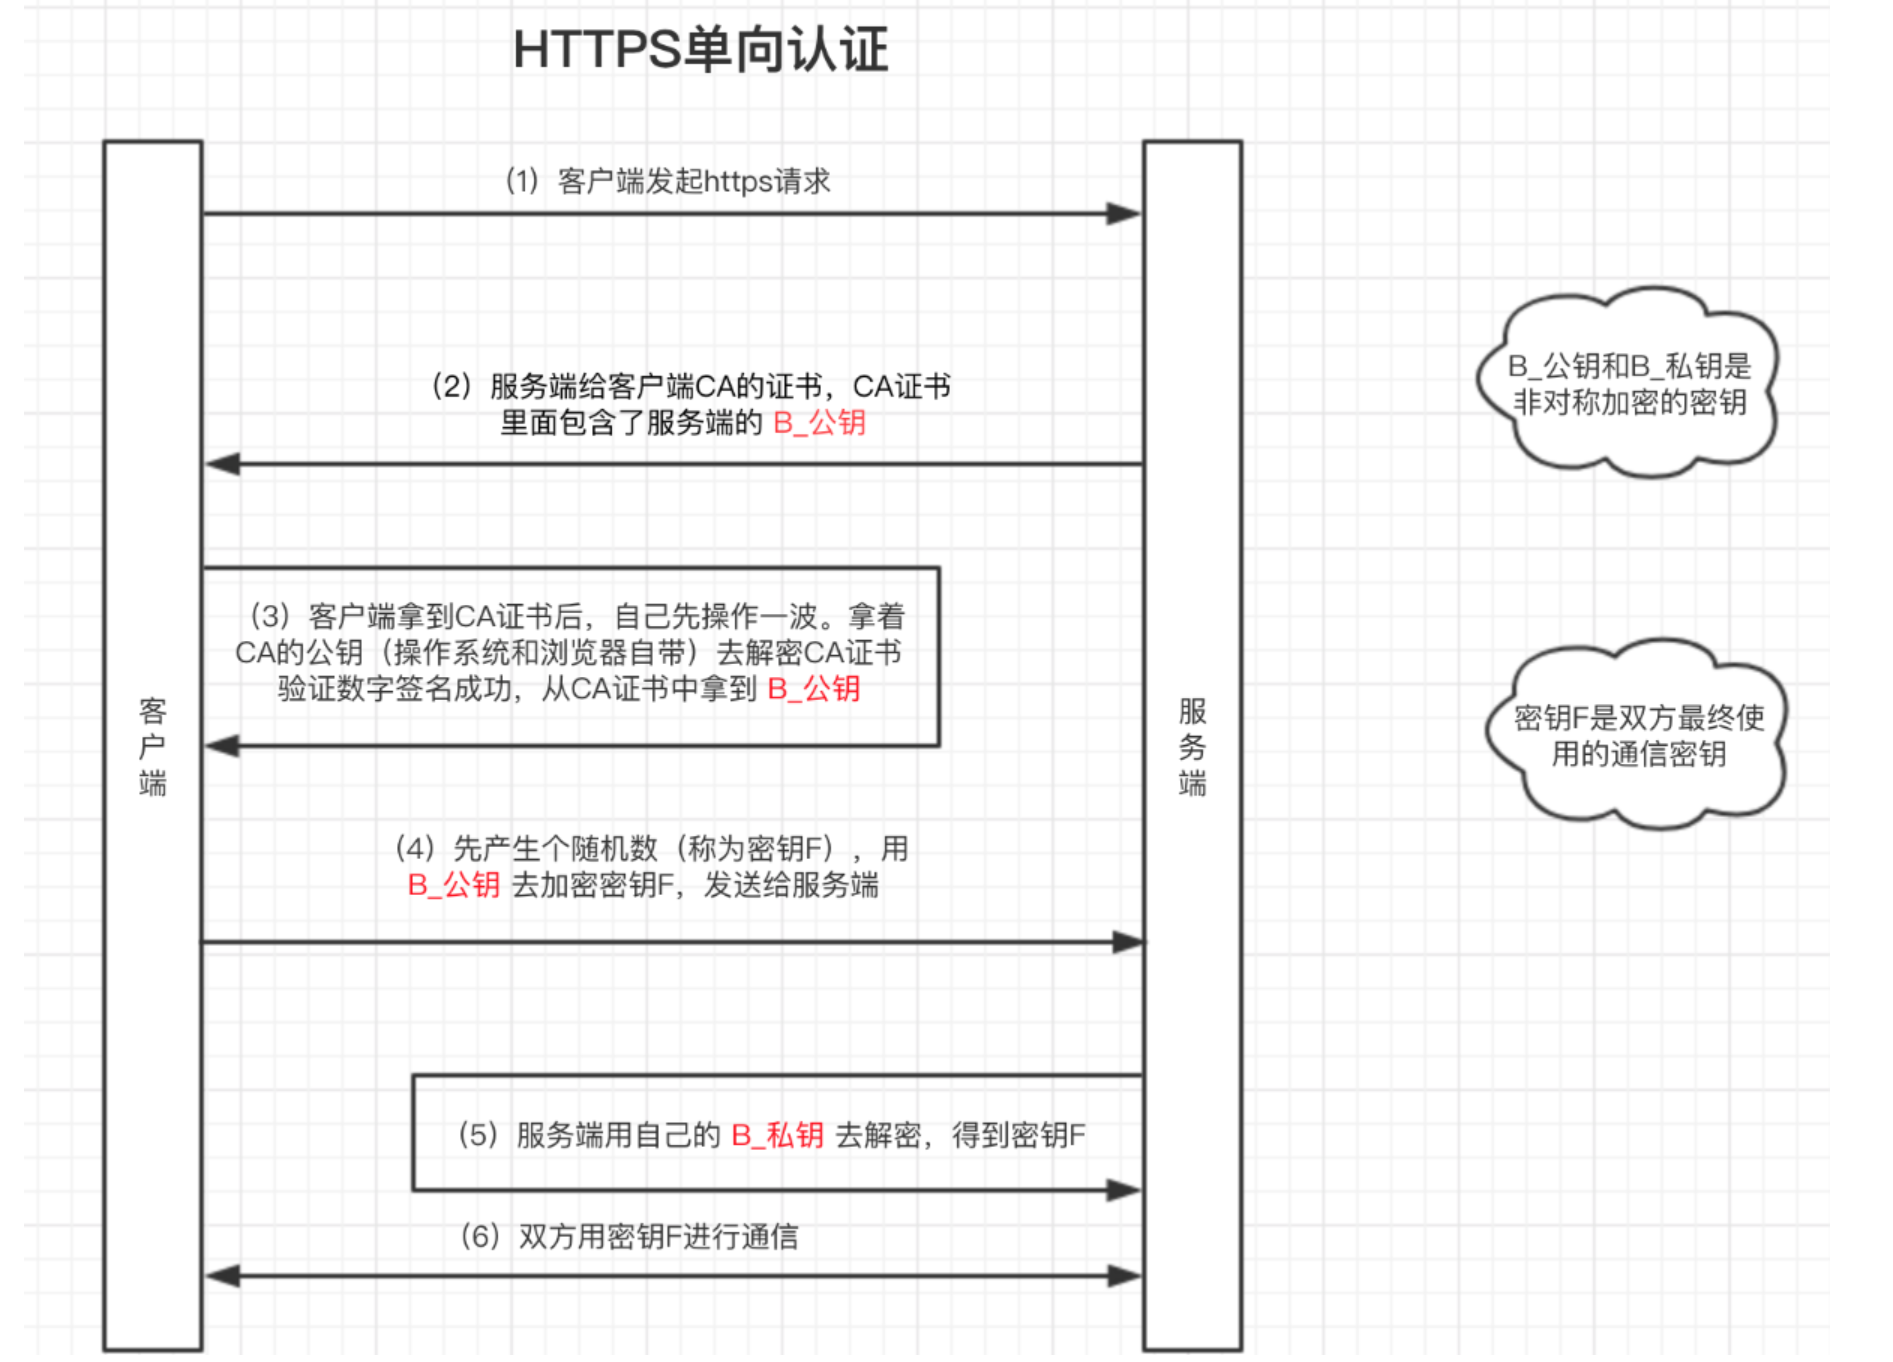 HTTPS单向认证
（1）客户端发起https请求
（2）服务端给客户端CA的证书，CA证书
里面包含了服务端的 B_公钥
B_公钥和B_私钥是
非对称加密的密钥
（3）客户端拿到CA证书后，自己先操作一波。拿着
CA的公钥（操作系统和浏览器自带）去解密CA证书
验证数字签名成功，从CA证书中拿到 B_公钥
客户端
服务端
密钥F是双方最终使
用的通信密钥
（4）先产生个随机数（称为密钥F），用
B_公钥 去加密密钥F，发送给服务端
（5）服务端用自己的 B_私钥 去解密，得到密钥F
（6）双方用密钥F进行通信